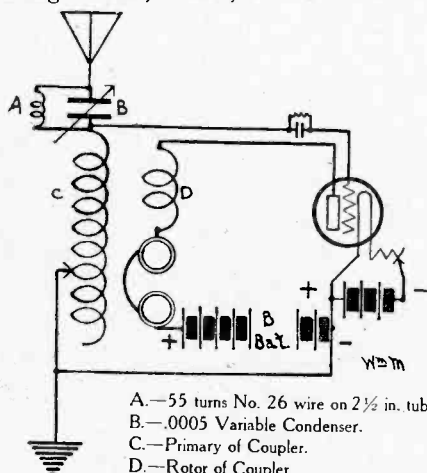 A
B
C
D
+
-
+
B
Bat.
+
-
Wm M
A.—55 turns No. 26 wire on 2½ in. tub
B.—.0005 Variable Condenser.
C.—Primary of Coupler.
D.—Rotor of Coupler